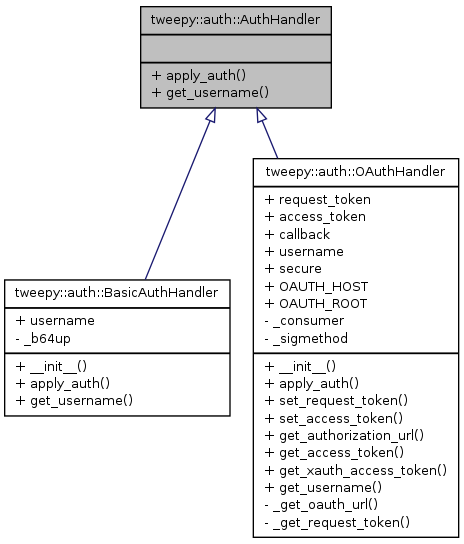 tweepy::auth::AuthHandler
+ apply_auth()
+ get_username()
tweepy::auth::BasicAuthHandler
+ username
- _b64up
+ __init__()
+ apply_auth()
+ get_username()
tweepy::auth::OAuthHandler
+ request_token
+ access_token
+ callback
+ username
+ secure
+ OAUTH_HOST
+ OAUTH_ROOT
- _consumer
- _sigmethod
+ __init__()
+ apply_auth()
+ set_request_token()
+ set_access_token()
+ get_authorization_url()
+ get_access_token()
+ get_xauth_access_token()
+ get_username()
- _get_oauth_url()
- _get_request_token()